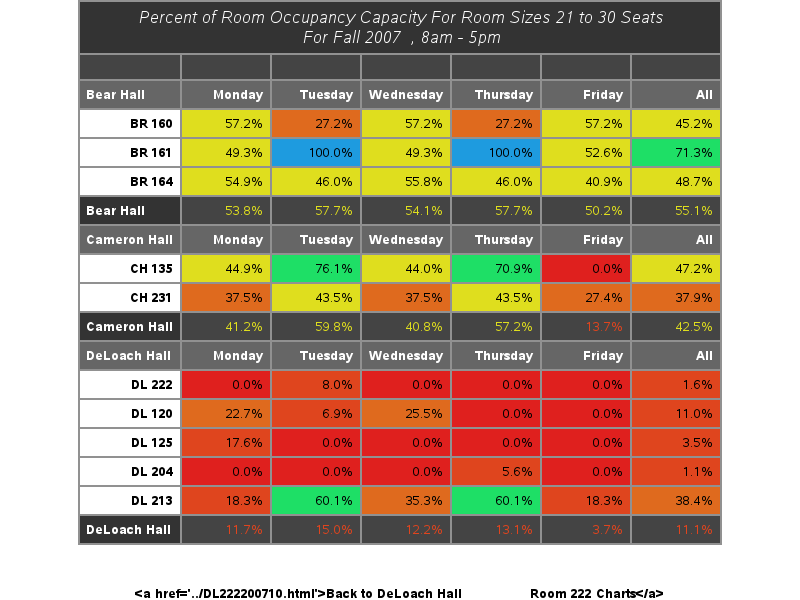 Percent of Room Occupancy Capacity For Room Sizes 21 to 30 Seats
For Fall 2007 , 8am - 5pm
Bear Hall Monday Tuesday Wednesday Thursday Friday All
BR 160 57.2% 27.2% 57.2% 27.2% 57.2% 45.2%
BR 161 49.3% 100.0% 49.3% 100.0% 52.6% 71.3%
BR 164 54.9% 46.0% 55.8% 46.0% 40.9% 48.7%
Bear Hall 53.8% 57.7% 54.1% 57.7% 50.2% 55.1%
Cameron Hall Monday Tuesday Wednesday Thursday Friday All
CH 135 44.9% 76.1% 44.0% 70.9% 0.0% 47.2%
CH 231 37.5% 43.5% 37.5% 43.5% 27.4% 37.9%
Cameron Hall 41.2% 59.8% 40.8% 57.2% 13.7% 42.5%
DeLoach Hall Monday Tuesday Wednesday Thursday Friday All
DL 222 0.0% 8.0% 0.0% 0.0% 0.0% 1.6%
DL 120 22.7% 6.9% 25.5% 0.0% 0.0% 11.0%
DL 125 17.6% 0.0% 0.0% 0.0% 0.0% 3.5%
DL 204 0.0% 0.0% 0.0% 5.6% 0.0% 1.1%
DL 213 18.3% 60.1% 35.3% 60.1% 18.3% 38.4%
DeLoach Hall 11.7% 15.0% 12.2% 13.1% 3.7% 11.1%
<a href='../DL222200710.html'>Back to DeLoach Hall Room 222 Charts</a>